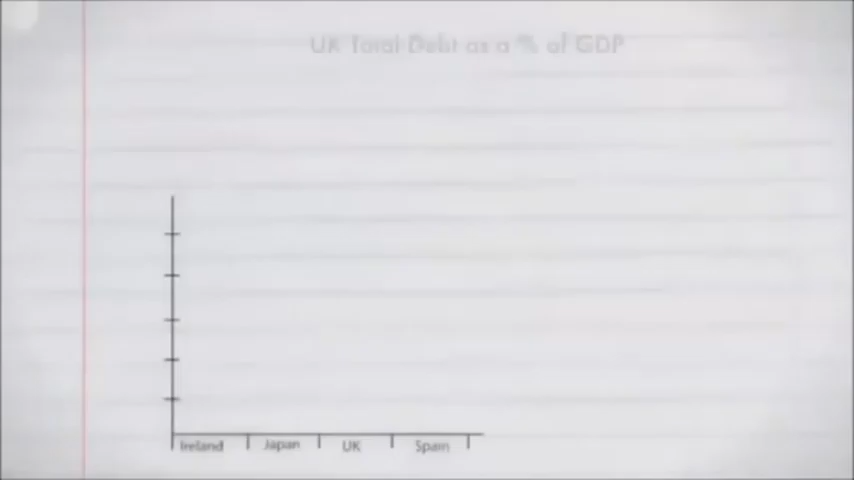 UK Total Debt as a % of GDP
Ireland Japan UK Spain